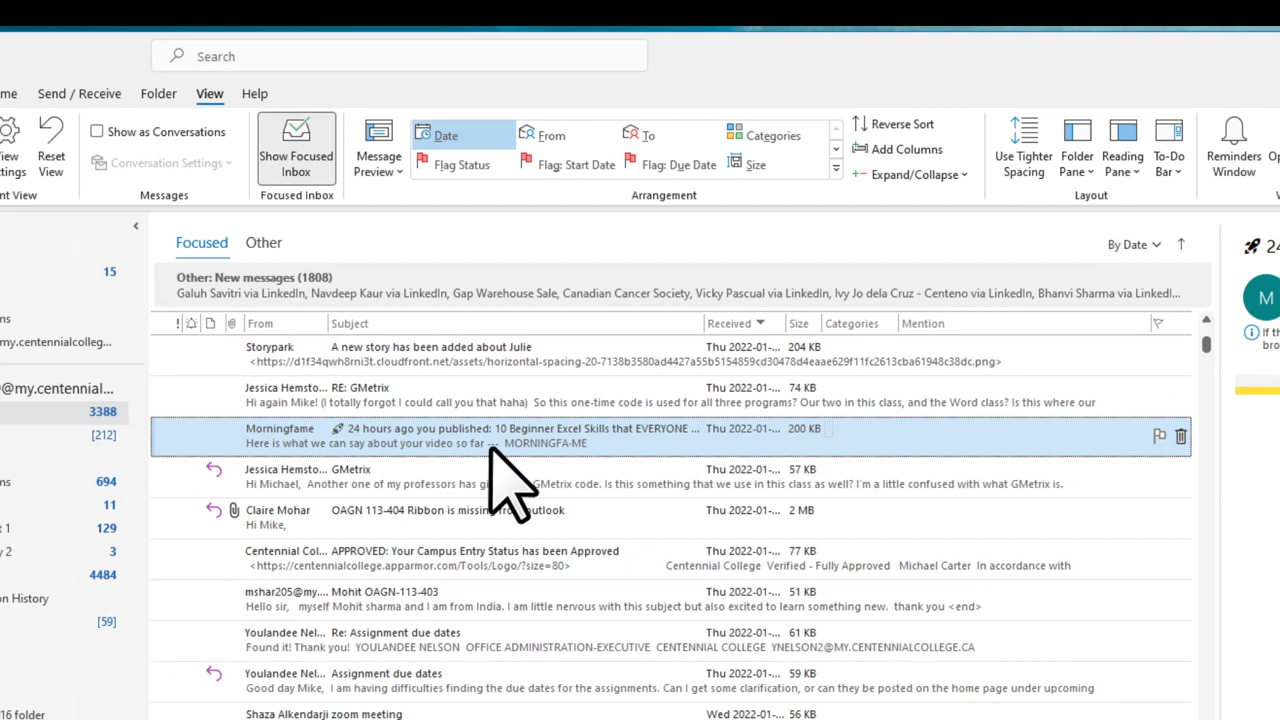 Search
me Send / Receive Folder View Help
View
Settings
Reset
View
Show as Conversations
Conversation Settings
Messages
Show Focused
Inbox
Focused Inbox
Message
Preview
Date
From
To
Categories
Flag Status
Flag: Start Date
Flag: Due Date
Size
Arrangement
Reverse Sort
Add Columns
Expand/Collapse
Use Tighter
Spacing
Folder
Pane
Reading
Pane
To-Do
Bar
Layout
Reminders
Window
Focused Other By Date
Other: New messages (1808)
Galuh Savitri via LinkedIn, Navdeep Kaur via LinkedIn, Gap Warehouse Sale, Canadian Cancer Society, Vicky Pascual via LinkedIn, Ivy Jo dela Cruz - Centeno via LinkedIn, Bhanvi Sharma via LinkedI...
From Subject Received Size Categories Mention
Storypark A new story has been added about Julie Thu 2022-01-... 204 KB
<https://d1f34qwh8rni3t.cloudfront.net/assets/horizontal-spacing-20-7138b3580ad4427a55b5154859cd30478d4eaae629f11fc2613cba61948c38dc.png>
Jessica Hemsto... RE: GMetrix Thu 2022-01-... 74 KB
Hi again Mike! (I totally forgot I could call you that haha) So this one-time code is used for all three programs? Our two in this class, and the Word class? Is this where our
Morningfame 24 hours ago you published: 10 Beginner Excel Skills that EVERYONE ... Thu 2022-01-... 200 KB
Here is what we can say about your video so far --- MORNINGFA·ME
Jessica Hemsto... GMetrix Thu 2022-01-... 57 KB
Hi Michael, Another one of my professors has GMetrix code. Is this something that we use in this class as well? I'm a little confused with what GMetrix is.
Claire Mohar OAGN 113-404 Ribbon is missing outlook Thu 2022-01-... 2 MB
Hi Mike,
Centennial Col... APPROVED: Your Campus Entry Status has been Approved Thu 2022-01-... 77 KB
<https://centennialcollege.apparmor.com/Tools/Logo/?size=80> Centennial College Verified - Fully Approved Michael Carter In accordance with
mshar205@my.... Mohit OAGN-113-403 Thu 2022-01-... 51 KB
Hello sir, myself Mohit sharma and I am from India. I am little nervous with this subject but also excited to learn something new. thank you <end>
Youlandee Nel... Re: Assignment due dates Thu 2022-01-... 61 KB
Found it! Thank you! YOULANDEE NELSON OFFICE ADMINISTRATION-EXECUTIVE CENTENNIAL COLLEGE YNELSON2@MY.CENTENNIALCOLLEGE.CA
Youlandee Nel... Assignment due dates Thu 2022-01-... 59 KB
Good day Mike, I am having difficulties finding the due dates for the assignments. Can I get some clarification, or can they be posted on the home page under upcoming
Shaza Alkendarji zoom meeting Wed 2022-01-... 56 KB
15
my.centennialcolleg...
@my.centennial...
3388
[212]
694
11
129
3
4484
on History
[59]
16 folder
24
M
If th